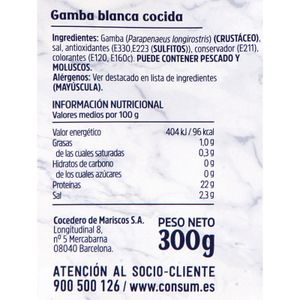 Gamba blanca cocida
Ingredientes: Gamba (Parapenaeus longirostris) (CRUSTÁCEO),
sal, antioxidantes (E330,E223 (SULFITOS)), conservador (E211),
colorantes (E120, E160c). PUEDE CONTENER PESCADO Y
MOLUSCOS.
Alérgenos: Ver destacado en lista de ingredientes
(MAYÚSCULA).
INFORMACIÓN NUTRICIONAL
Valores medios por 100 g
Valor energético 404 kJ / 96 kcal
Grasas 1,0 g
de las cuales saturadas 0,3 g
Hidratos de carbono 0 g
de los cuales azúcares 0 g
Proteínas 22 g
Sal 2,3 g
Cocedero de Mariscos S.A.
Longitudinal 8,
nº 5 Mercabarna
08040 Barcelona.
PESO NETO
300g
ATENCIÓN AL SOCIO-CLIENTE
900 500 126 / www.consum.es